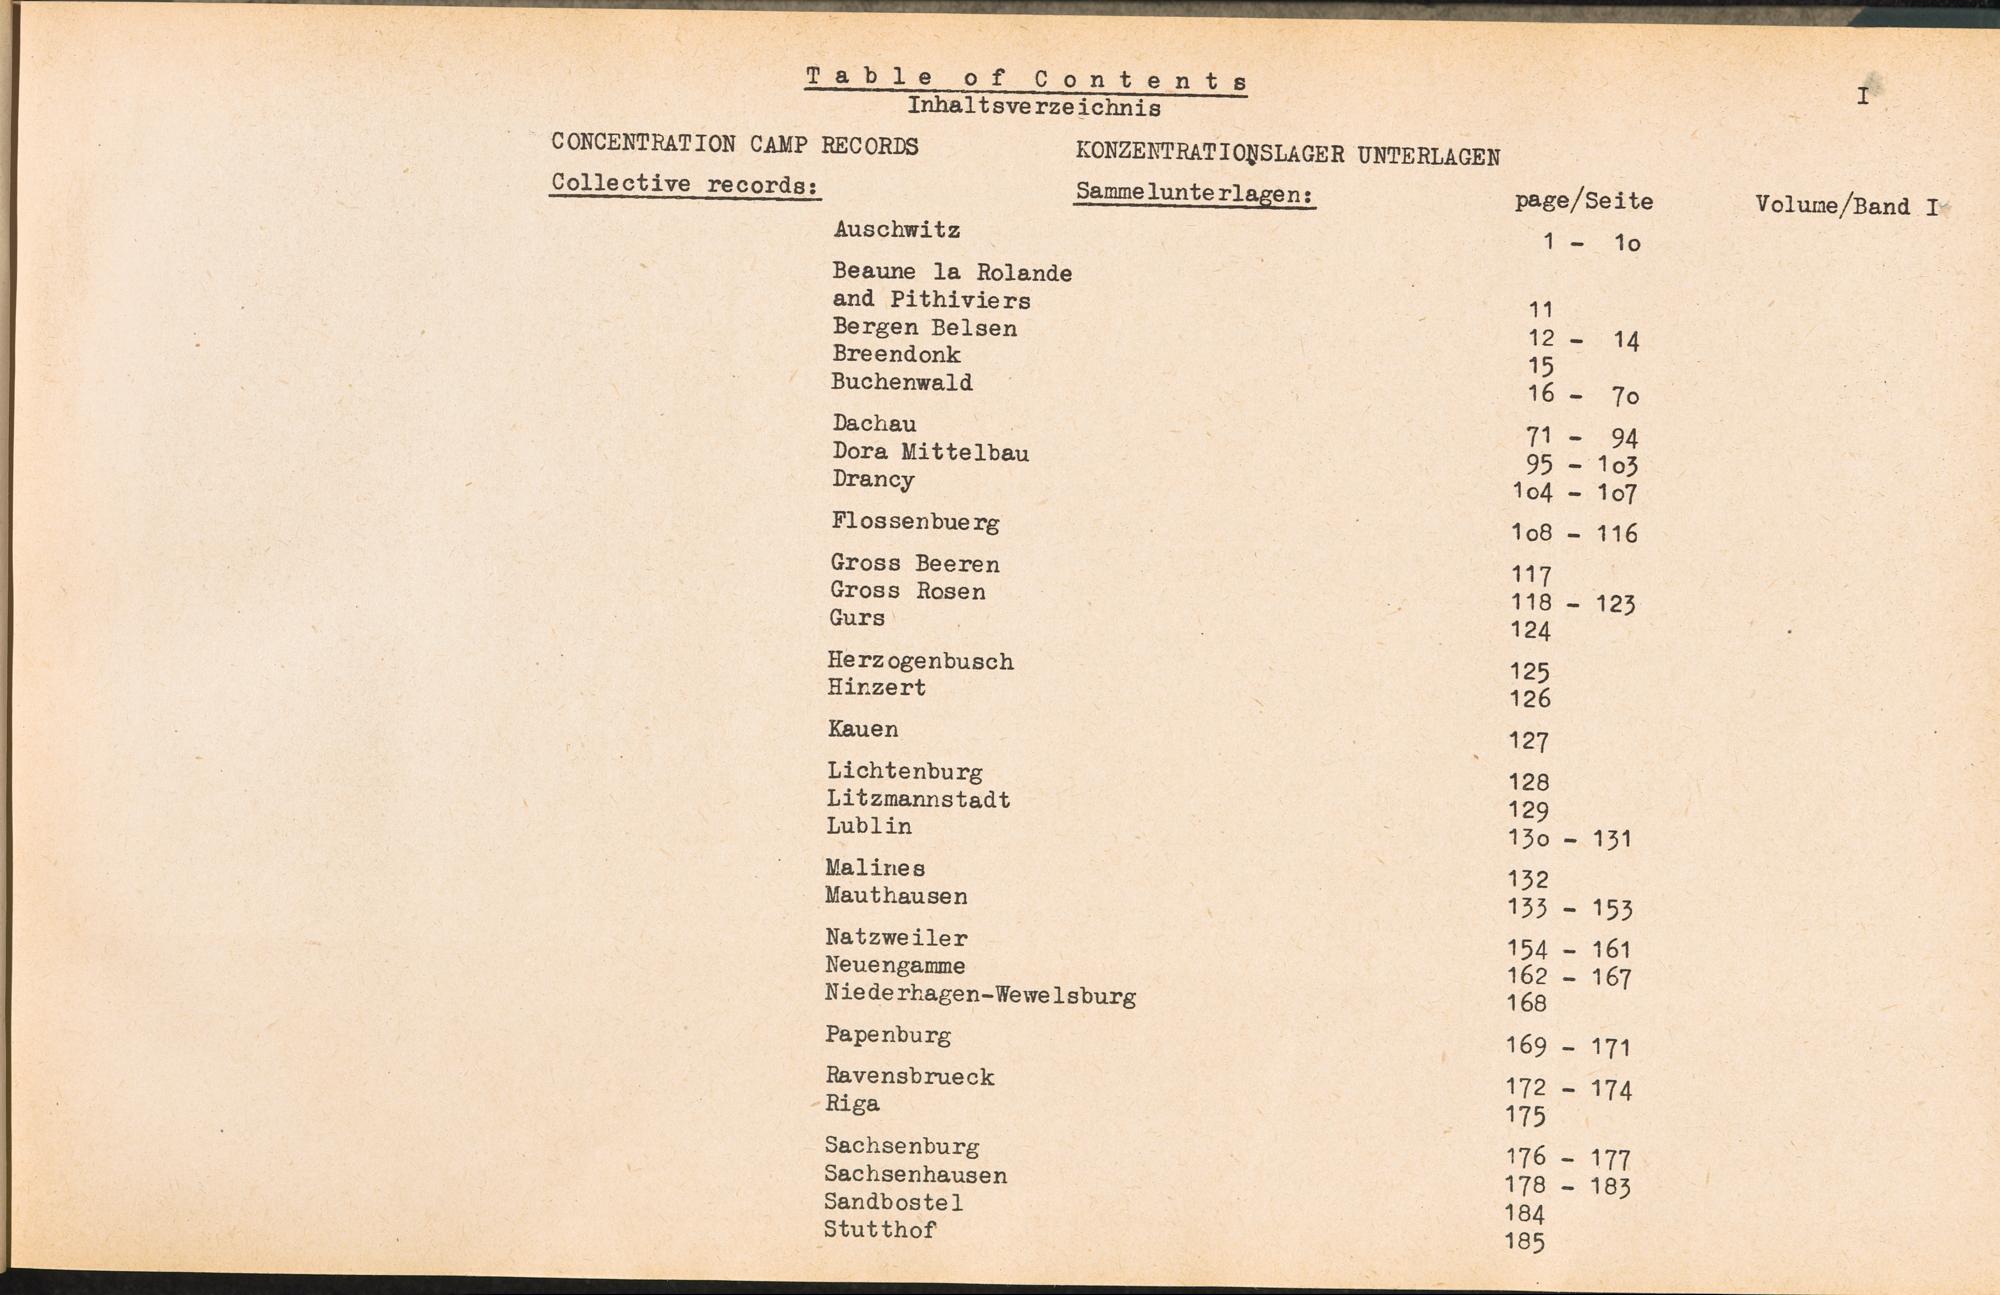 Table of Contents
Inhaltsverzeichnis
I
CONCENTRATION CAMP RECORDS KONZENTRATIONSLAGER UNTERLAGEN
Collective records: Sammelunterlagen: page/Seite Volume/Band I
Auschwitz 1 - 1o
Beaune la Rolande
and Pithiviers 11
Bergen Belsen 12 - 14
Breendonk 15
Buchenwald 16 - 7o
Dachau 71 - 94
Dora Mittelbau 95 - 1o3
Drancy 1o4 - 1o7
Flossenbuerg 1o8 - 116
Gross Beeren 117
Gross Rosen 118 - 123
Gurs 124
Herzogenbusch 125
Hinzert 126
Kauen 127
Lichtenburg 128
Litzmannstadt 129
Lublin 13o - 131
Malines 132
Mauthausen 133 - 153
Natzweiler 154 - 161
Neuengamme 162 - 167
Niederhagen-Wewelsburg 168
Papenburg 169 - 171
Ravensbrueck 172 - 174
Riga 175
Sachsenburg 176 - 177
Sachsenhausen 178 - 183
Sandbostel 184
Stutthof 185